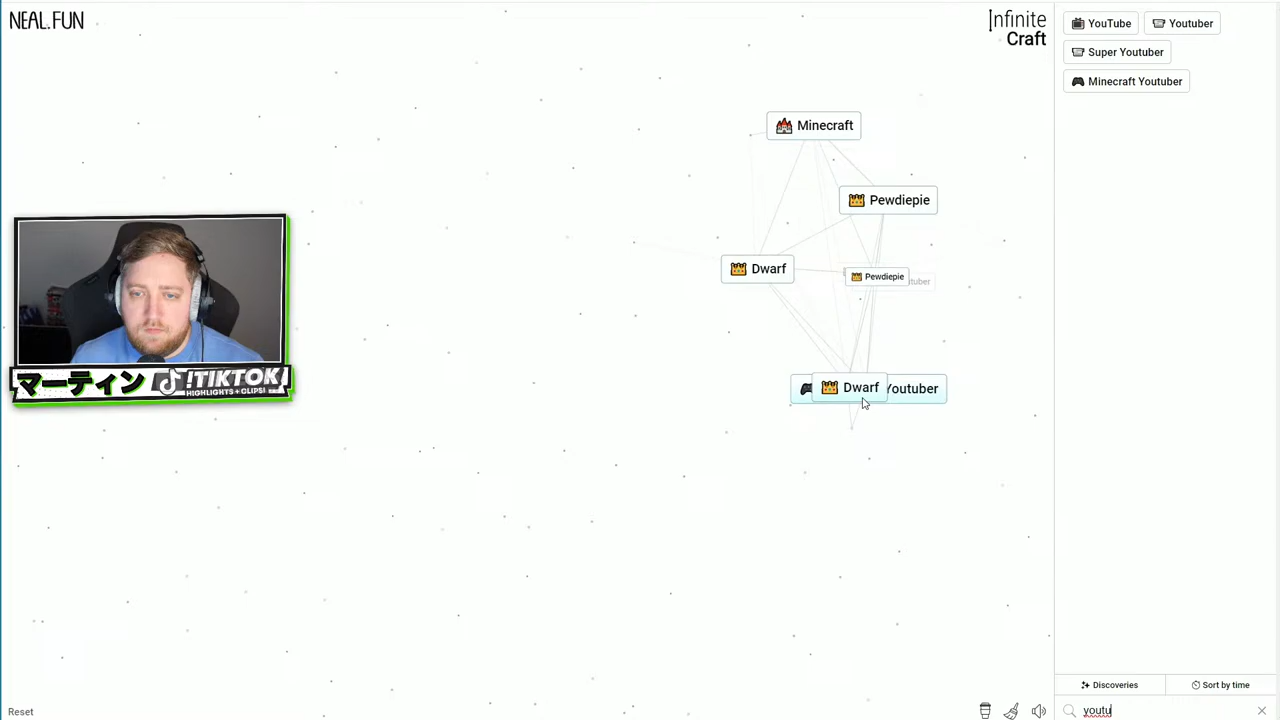 NEAL.FUN
Infinite
Craft
YouTube
Youtuber
Super Youtuber
Minecraft Youtuber
Minecraft
Pewdiepie
Dwarf
Pewdiepie
tuber
Dwarf
Youtuber
マーティン
!TIKTOK
HIGHLIGHTS + CLIPS!
Discoveries
Sort by time
Reset
youtu